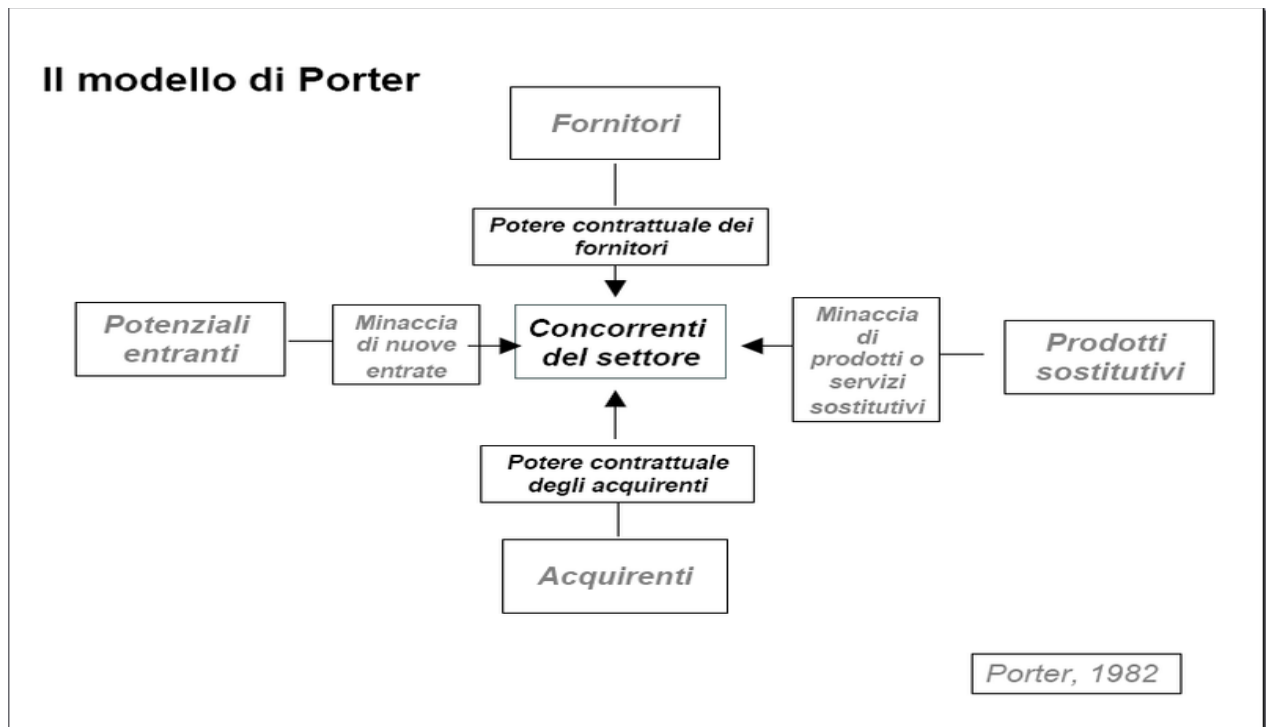 Il modello di Porter
Fornitori
Potere contrattuale dei
fornitori
Potenziali
entranti
Minaccia
di nuove
entrate
Concorrenti
del settore
Minaccia
di
prodotti o
servizi
sostitutivi
Prodotti
sostitutivi
Potere contrattuale
degli acquirenti
Acquirenti
Porter, 1982